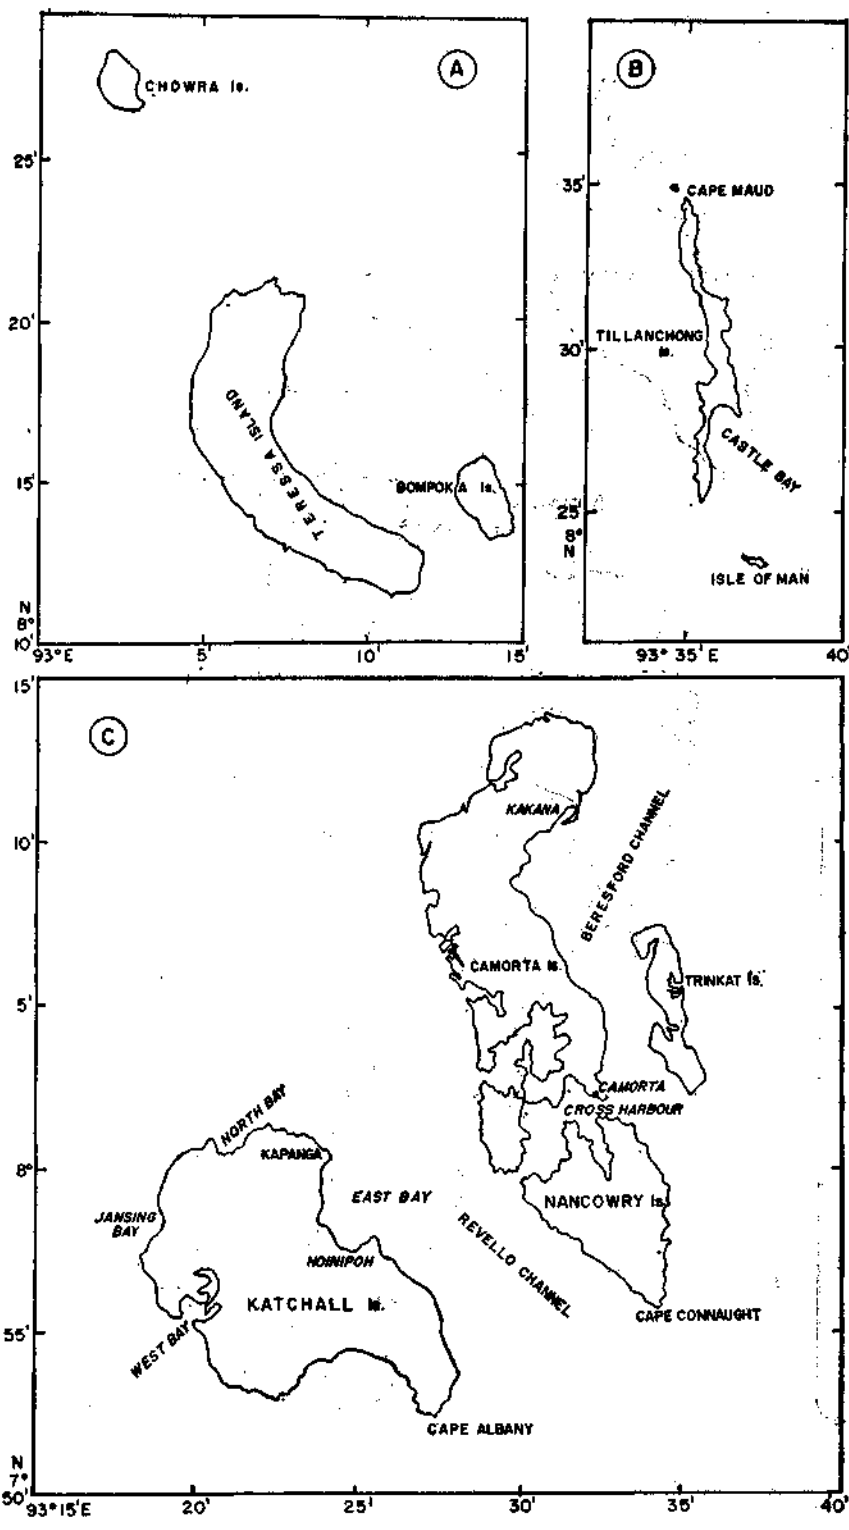 A
CHOWRA Is.
25'
20'
TERESSA ISLAND
15'
BOMPOKA Is.
N
8°
10'
93°E
5'
10'
15'
B
35'
CAPE MAUD
TILLANCHONG
Is.
30'
CASTLE BAY
25'
8°
N
ISLE OF MAN
93°35'E
40'
15'
C
KAKANA
BERESFORD CHANNEL
10'
CAMORTA Is.
TRINKAT Is.
5'
CAMORTA
CROSS HARBOUR
NORTH BAY
KAPANGA
8°
EAST BAY
NANCOWRY Is.
JANSING
BAY
REVELLO CHANNEL
HOINIPOH
KATCHALL Is.
CAPE CONNAUGHT
55'
WEST BAY
CAPE ALBANY
N
7°
50'
93°15'E
20'
25'
30'
35'
40'